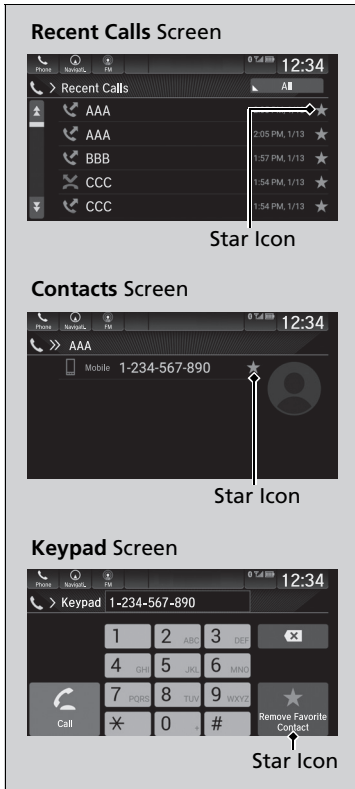 Recent Calls Screen
Phone Navigati.. FM 12:34
Recent Calls All
AAA
AAA 2:05 PM, 1/13
BBB 1:57 PM, 1/13
CCC 1:54 PM, 1/13
CCC 1:54 PM, 1/13
Star Icon
Contacts Screen
Phone Navigati.. FM 12:34
AAA
Mobile 1-234-567-890
Star Icon
Keypad Screen
Phone Navigati.. FM 12:34
Keypad 1-234-567-890
1 2 ABC 3 DEF
4 GHI 5 JKL 6 MNO
7 PQRS 8 TUV 9 WXYZ
* 0 #
Call
Remove Favorite
Contact
Star Icon